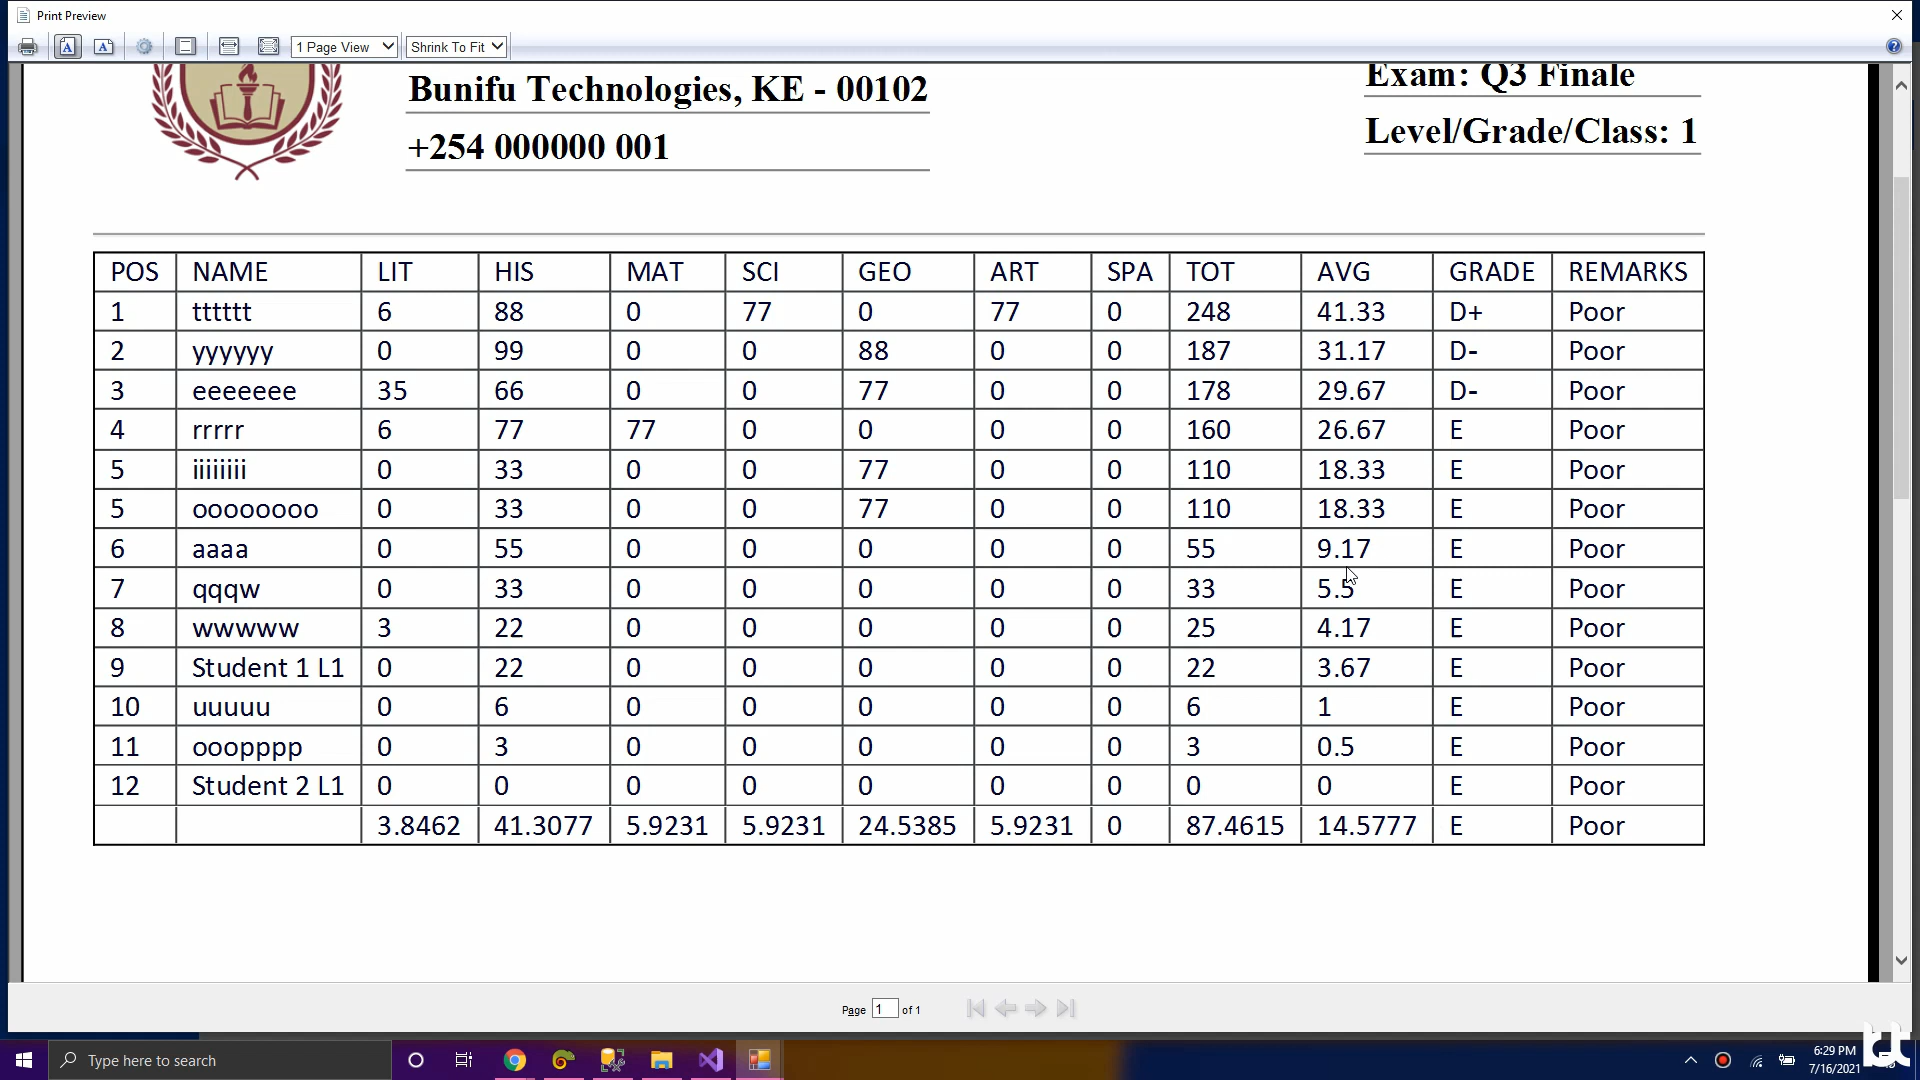 Print Preview
1 Page View
Shrink To Fit
Bunifu Technologies, KE - 00102
+254 000000 001
Exam: Q3 Finale
Level/Grade/Class: 1
POS NAME LIT HIS MAT SCI GEO ART SPA TOT AVG GRADE REMARKS
1 tttttt 6 88 0 77 0 77 0 248 41.33 D+ Poor
2 yyyyyy 0 99 0 0 88 0 0 187 31.17 D- Poor
3 eeeeeee 35 66 0 0 77 0 0 178 29.67 D- Poor
4 rrrrr 6 77 77 0 0 0 0 160 26.67 E Poor
5 iiiiiiii 0 33 0 0 77 0 0 110 18.33 E Poor
5 oooooooo 0 33 0 0 77 0 0 110 18.33 E Poor
6 aaaa 0 55 0 0 0 0 0 55 9.17 E Poor
7 qqqw 0 33 0 0 0 0 0 33 5.5 E Poor
8 wwwww 3 22 0 0 0 0 0 25 4.17 E Poor
9 Student 1 L1 0 22 0 0 0 0 0 22 3.67 E Poor
10 uuuuu 0 6 0 0 0 0 0 6 1 E Poor
11 ooopppp 0 3 0 0 0 0 0 3 0.5 E Poor
12 Student 2 L1 0 0 0 0 0 0 0 0 0 E Poor
3.8462 41.3077 5.9231 5.9231 24.5385 5.9231 0 87.4615 14.5777 E Poor
Page 1 of 1
Type here to search
6:29 PM
7/16/2021